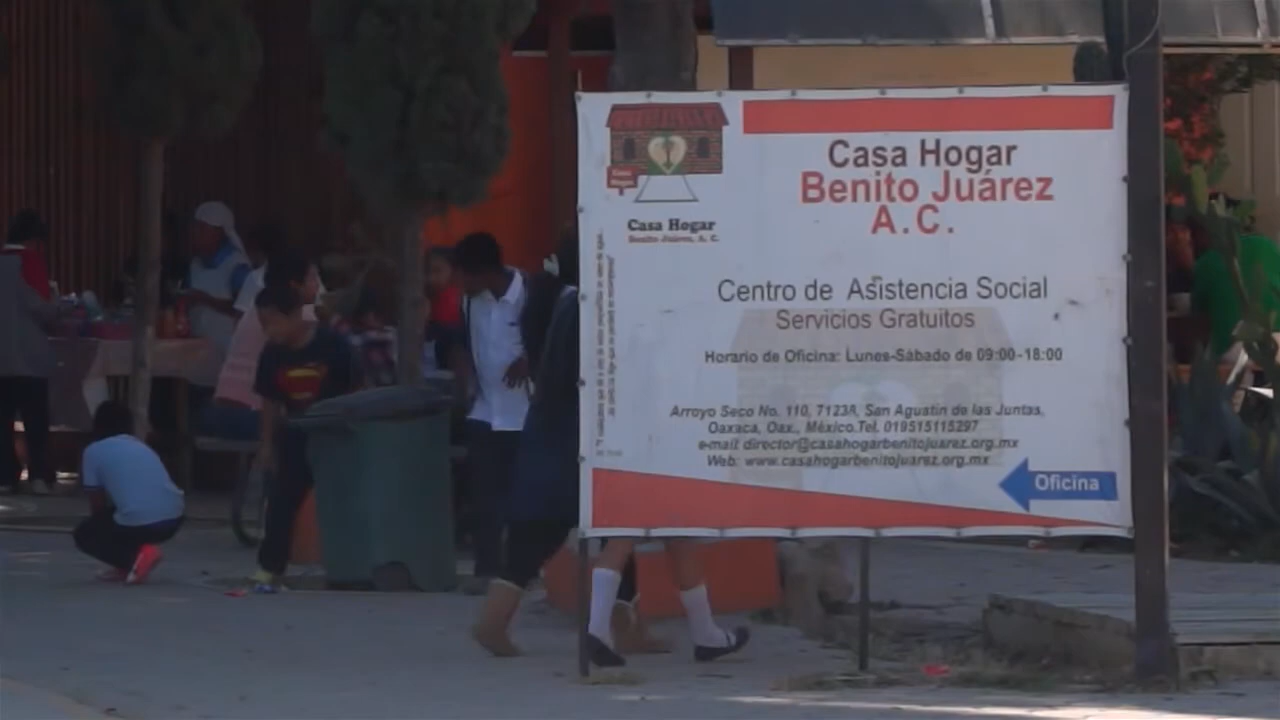 Casa Hogar
Benito Juárez
A.C.
Casa Hogar
Benito Juárez, A. C.
Centro de Asistencia Social
Servicios Gratuitos
Horario de Oficina: Lunes-Sábado de 09:00-18:00
Arroyo Seco No. 110, 71238, San Agustín de las Juntas,
Oaxaca, Oax., México.Tel. 019515115297
e-mail: director@casahogarbenitojuarez.org.mx
Web: www.casahogarbenitojuarez.org.mx
Oficina